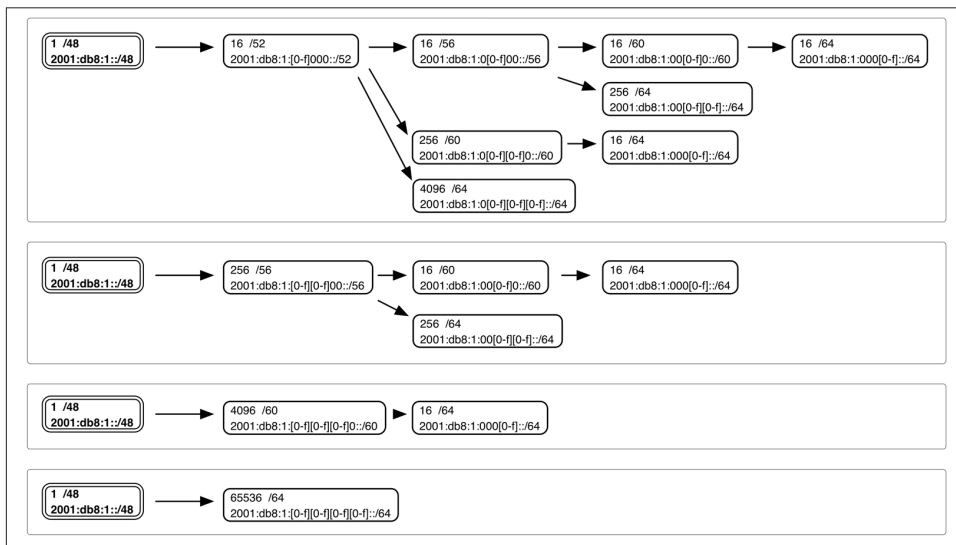 1 /48
2001:db8:1::/48
16 /52
2001:db8:1:[0-f]000::/52
16 /56
2001:db8:1:0[0-f]00::/56
16 /60
2001:db8:1:00[0-f]0::/60
16 /64
2001:db8:1:000[0-f]::/64
256 /64
2001:db8:1:00[0-f][0-f]::/64
256 /60
2001:db8:1:0[0-f][0-f]0::/60
16 /64
2001:db8:1:000[0-f]::/64
4096 /64
2001:db8:1:0[0-f][0-f][0-f]::/64
1 /48
2001:db8:1::/48
256 /56
2001:db8:1:[0-f][0-f]00::/56
16 /60
2001:db8:1:00[0-f]0::/60
16 /64
2001:db8:1:000[0-f]::/64
256 /64
2001:db8:1:00[0-f][0-f]::/64
1 /48
2001:db8:1::/48
4096 /60
2001:db8:1:[0-f][0-f][0-f]0::/60
16 /64
2001:db8:1:000[0-f]::/64
1 /48
2001:db8:1::/48
65536 /64
2001:db8:1:[0-f][0-f][0-f][0-f]::/64